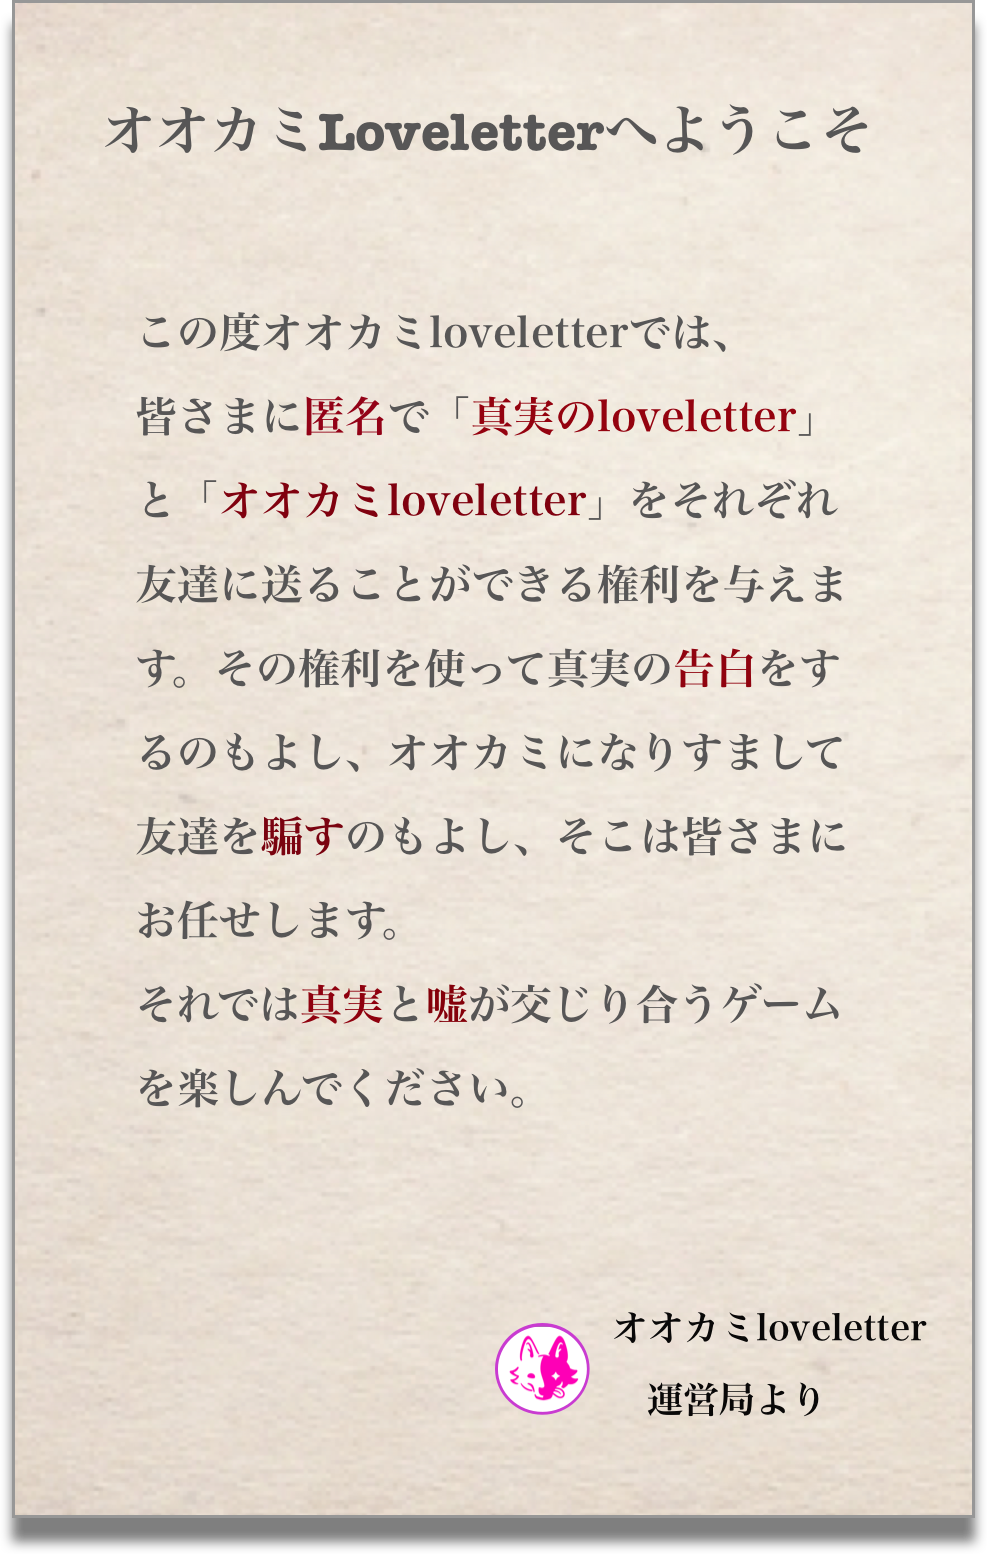 オオカミLoveletterへようこそ
この度オオカミloveletterでは、
皆さまに匿名で「真実のloveletter」
と「オオカミloveletter」をそれぞれ
友達に送ることができる権利を与えま
す。その権利を使って真実の告白をす
るのもよし、オオカミになりすまして
友達を騙すのもよし、そこは皆さまに
お任せします。
それでは真実と嘘が交じり合うゲーム
を楽しんでください。
オオカミloveletter
運営局より